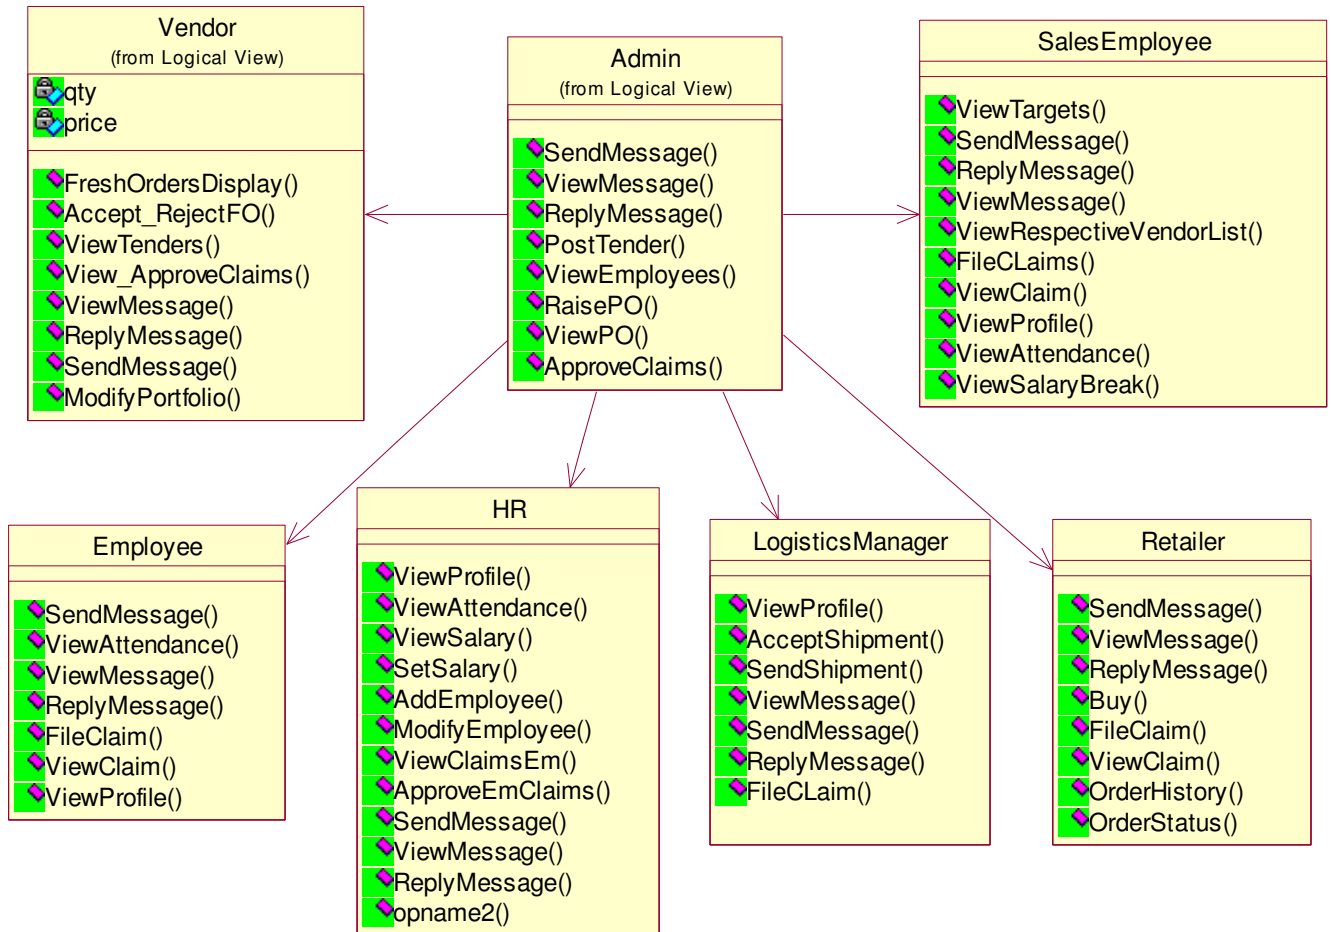 Vendor
(from Logical View)
qty
price
FreshOrdersDisplay()
Accept_RejectFO()
ViewTenders()
View_ApproveClaims()
ViewMessage()
ReplyMessage()
SendMessage()
ModifyPortfolio()
Admin
(from Logical View)
SendMessage()
ViewMessage()
ReplyMessage()
PostTender()
ViewEmployees()
RaisePO()
ViewPO()
ApproveClaims()
SalesEmployee
ViewTargets()
SendMessage()
ReplyMessage()
ViewMessage()
ViewRespectiveVendorList()
FileCLaims()
ViewClaim()
ViewProfile()
ViewAttendance()
ViewSalaryBreak()
Employee
SendMessage()
ViewAttendance()
ViewMessage()
ReplyMessage()
FileClaim()
ViewClaim()
ViewProfile()
HR
ViewProfile()
ViewAttendance()
ViewSalary()
SetSalary()
AddEmployee()
ModifyEmployee()
ViewClaimsEm()
ApproveEmClaims()
SendMessage()
ViewMessage()
ReplyMessage()
opname2()
LogisticsManager
ViewProfile()
AcceptShipment()
SendShipment()
ViewMessage()
SendMessage()
ReplyMessage()
FileCLaim()
Retailer
SendMessage()
ViewMessage()
ReplyMessage()
Buy()
FileClaim()
ViewClaim()
OrderHistory()
OrderStatus()